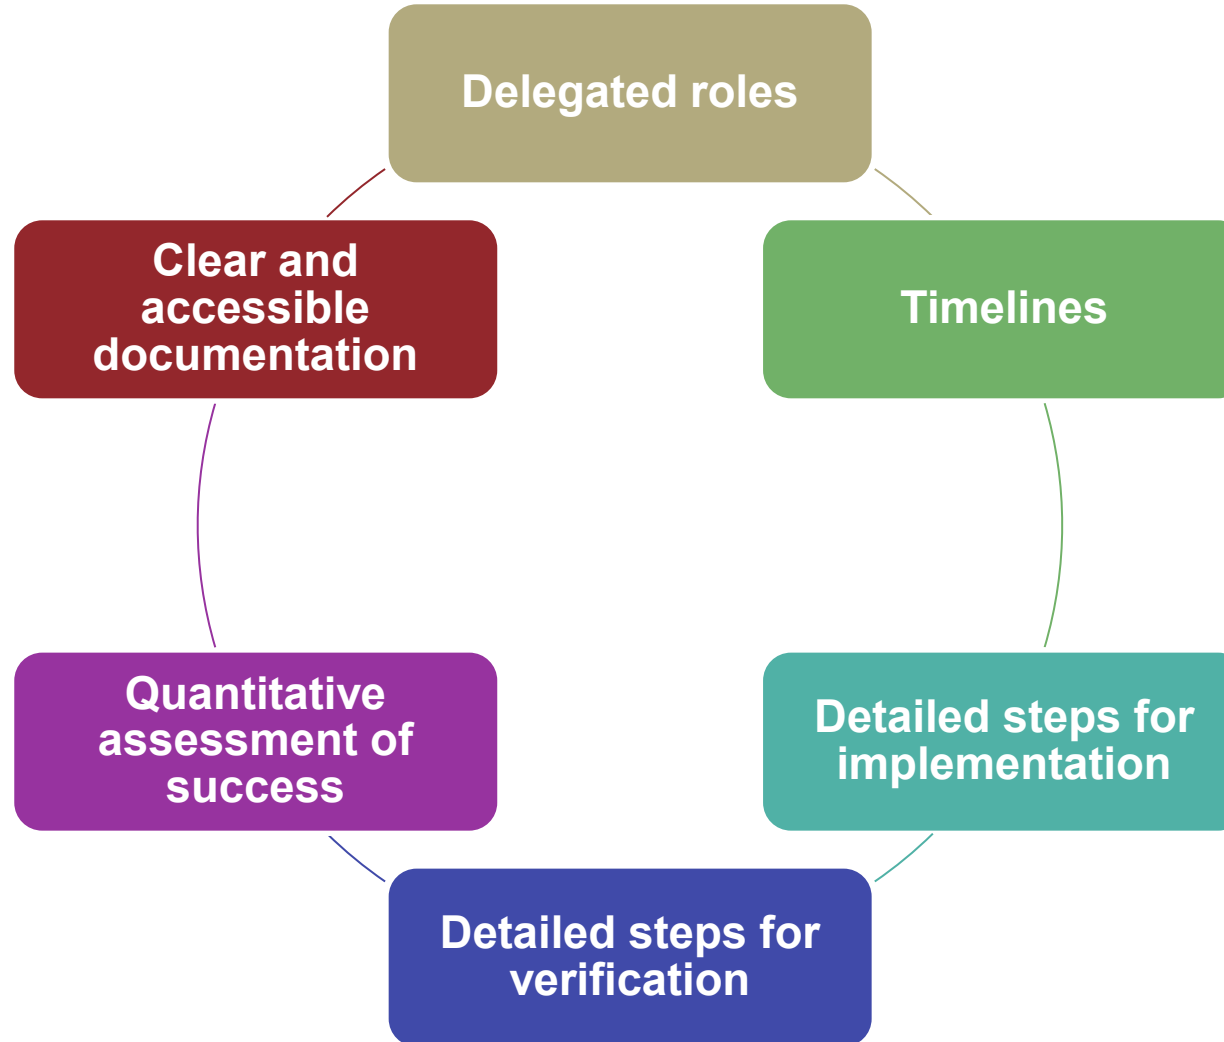 Delegated roles
Timelines
Detailed steps for
implementation
Detailed steps for
verification
Quantitative
assessment of
success
Clear and
accessible
documentation